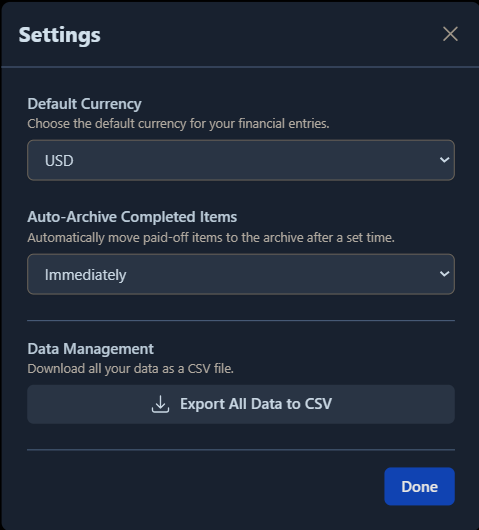 Settings
Default Currency
Choose the default currency for your financial entries.
USD
Auto-Archive Completed Items
Automatically move paid-off items to the archive after a set time.
Immediately
Data Management
Download all your data as a CSV file.
Export All Data to CSV
Done